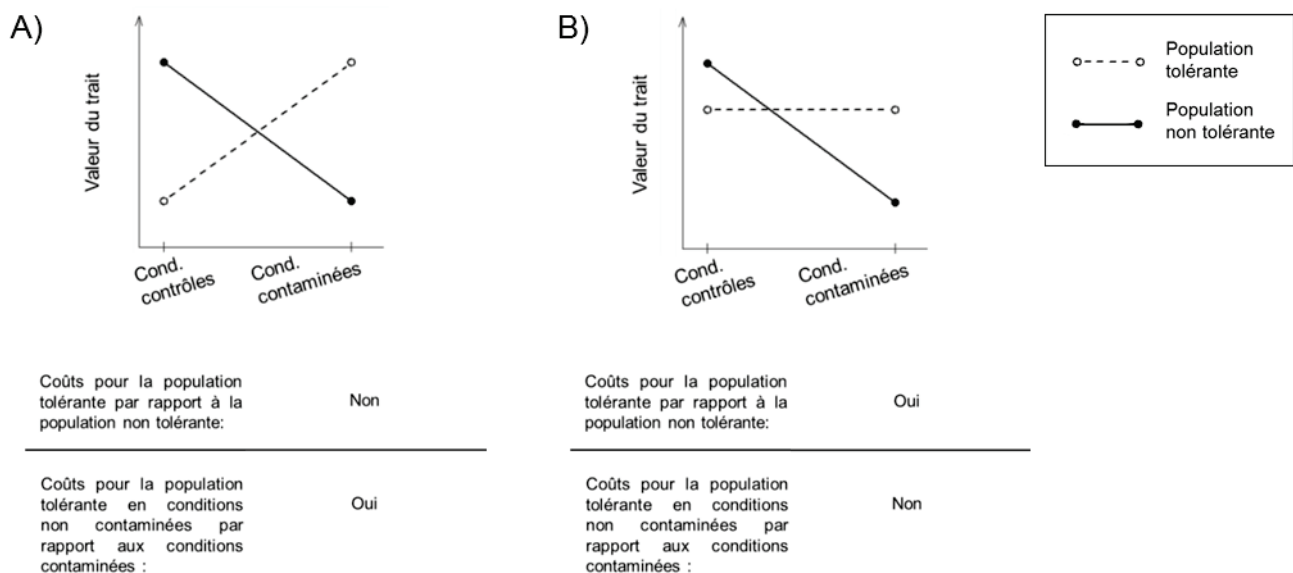 A)
Valeur du trait
Cond.
contrôles
Cond.
contaminées
B)
Valeur du trait
Cond.
contrôles
Cond.
contaminées
Population
tolérante
Population
non tolérante
Coûts pour la population
tolérante par rapport à la
population non tolérante:
Non
Coûts pour la population
tolérante en conditions
non contaminées par
rapport aux conditions
contaminées :
Oui
Coûts pour la population
tolérante par rapport à la
population non tolérante:
Oui
Coûts pour la population
tolérante en conditions
non contaminées par
rapport aux conditions
contaminées :
Non